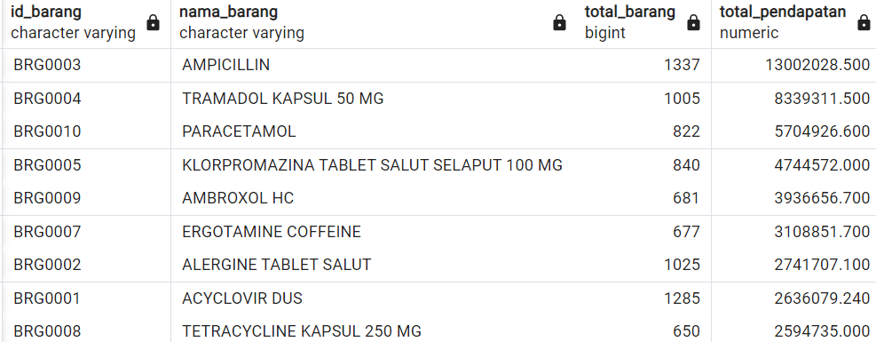 id_barang nama_barang total_barang total_pendapatan
character varying character varying bigint numeric
BRG0003 AMPICILLIN 1337 13002028.500
BRG0004 TRAMADOL KAPSUL 50 MG 1005 8339311.500
BRG0010 PARACETAMOL 822 5704926.600
BRG0005 KLORPROMAZINA TABLET SALUT SELAPUT 100 MG 840 4744572.000
BRG0009 AMBROXOL HC 681 3936656.700
BRG0007 ERGOTAMINE COFFEINE 677 3108851.700
BRG0002 ALERGINE TABLET SALUT 1025 2741707.100
BRG0001 ACYCLOVIR DUS 1285 2636079.240
BRG0008 TETRACYCLINE KAPSUL 250 MG 650 2594735.000